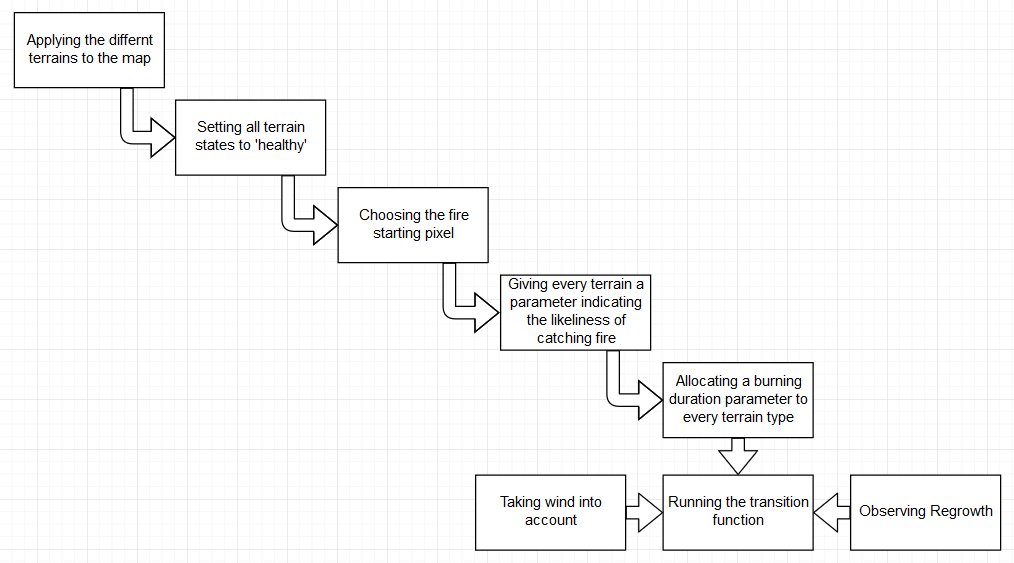 Applying the differnt
terrains to the map
Setting all terrain
states to 'healthy'
Choosing the fire
starting pixel
Giving every terrain a
parameter indicating
the likeliness of
catching fire
Allocating a burning
duration parameter to
every terrain type
Taking wind into
account
Running the transition
function
Observing Regrowth